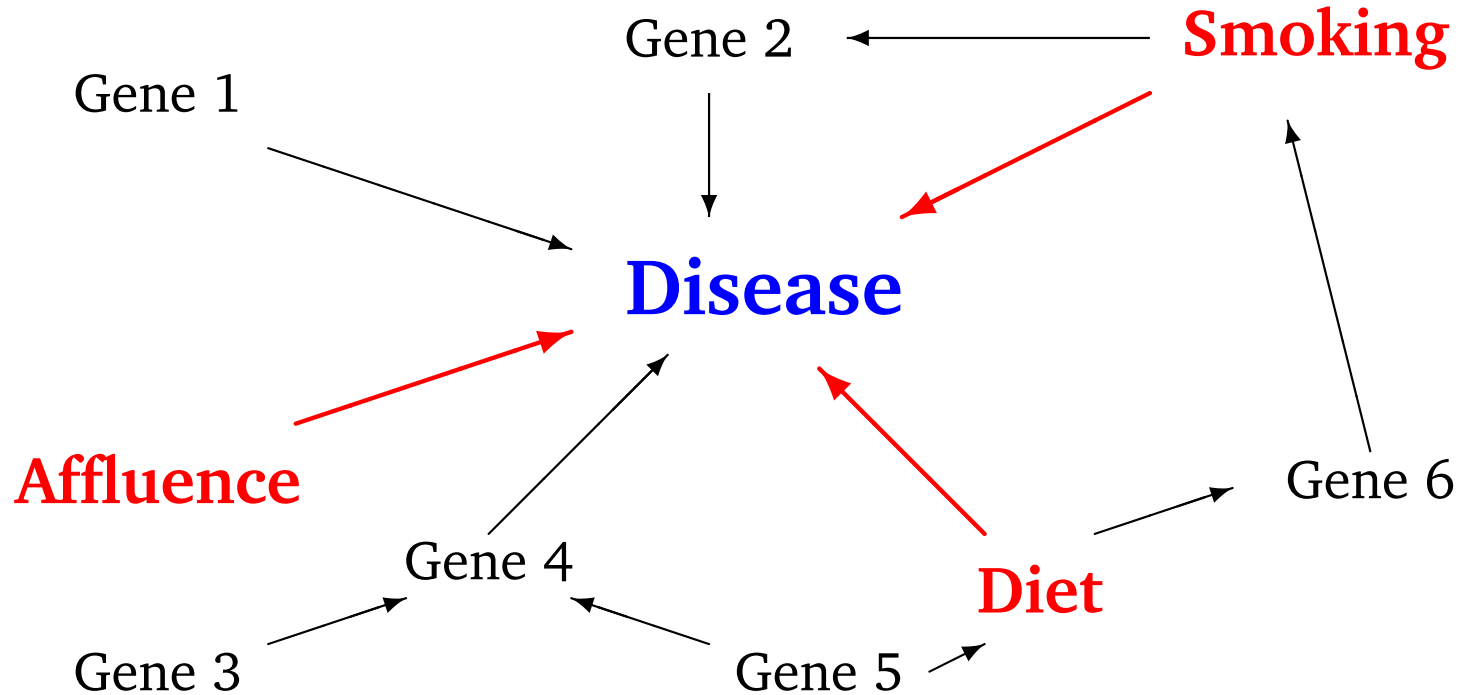 Gene 2
Smoking
Gene 1
Disease
Affluence
Gene 6
Gene 4
Diet
Gene 3
Gene 5